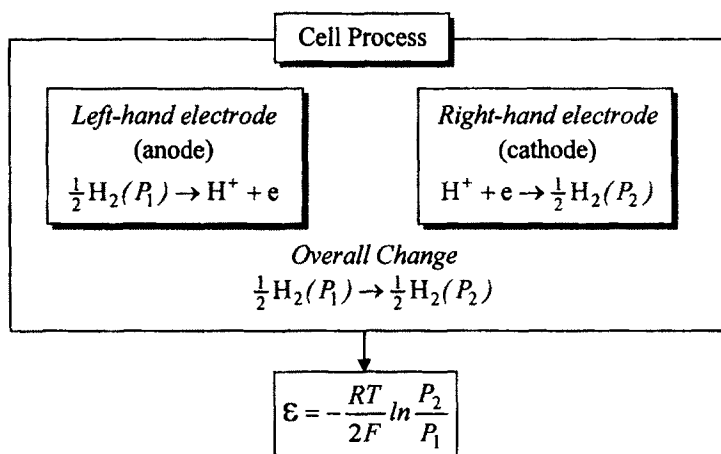 Cell Process
Left-hand electrode
(anode)
½H₂(P₁) → H⁺ + e
Right-hand electrode
(cathode)
H⁺ + e → ½H₂(P₂)
Overall Change
½H₂(P₁) → ½H₂(P₂)
ε = −RT/2F ln P₂/P₁